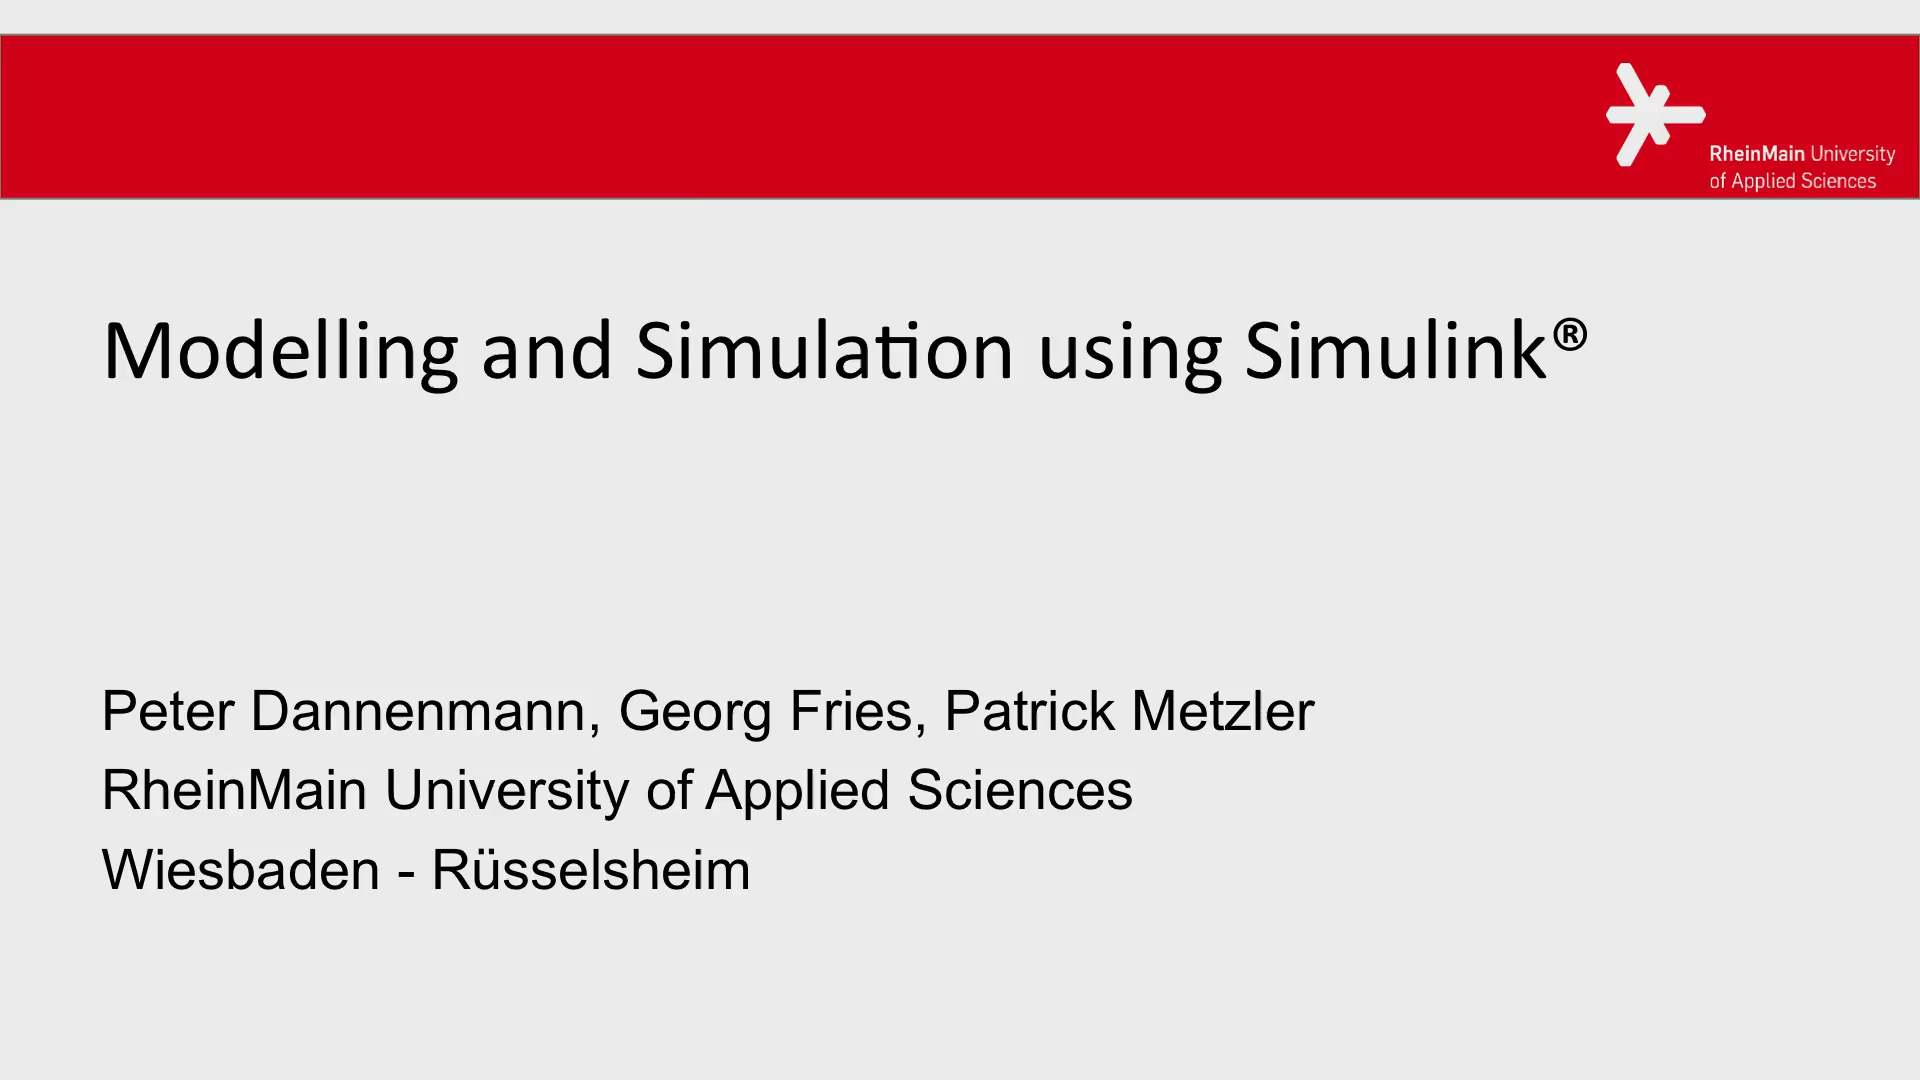 RheinMain University
of Applied Sciences
Modelling and Simulation using Simulink®
Peter Dannenmann, Georg Fries, Patrick Metzler
RheinMain University of Applied Sciences
Wiesbaden - Rüsselsheim